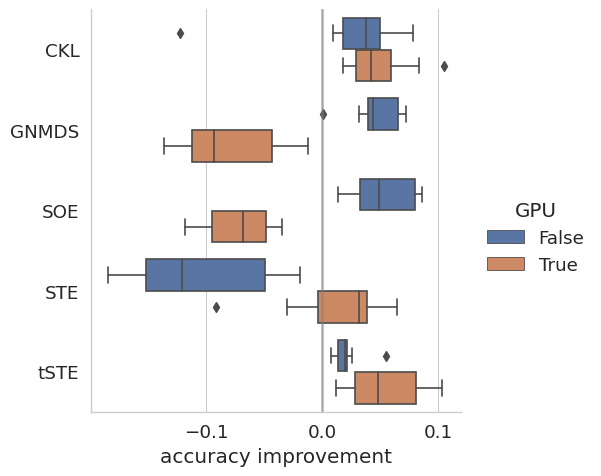 CKL
GNMDS
SOE
STE
tSTE
GPU
False
True
−0.1 0.0 0.1
accuracy improvement